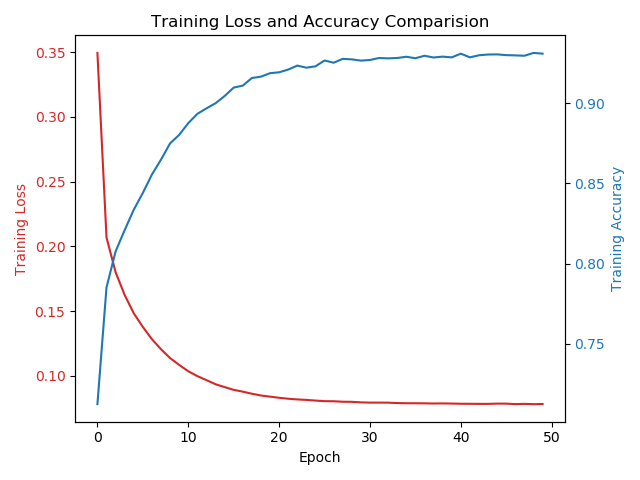 Training Loss and Accuracy Comparision
0.35
0.30
0.25
0.20
0.15
0.10
Training Loss
0.90
0.85
0.80
0.75
Training Accuracy
0 10 20 30 40 50
Epoch